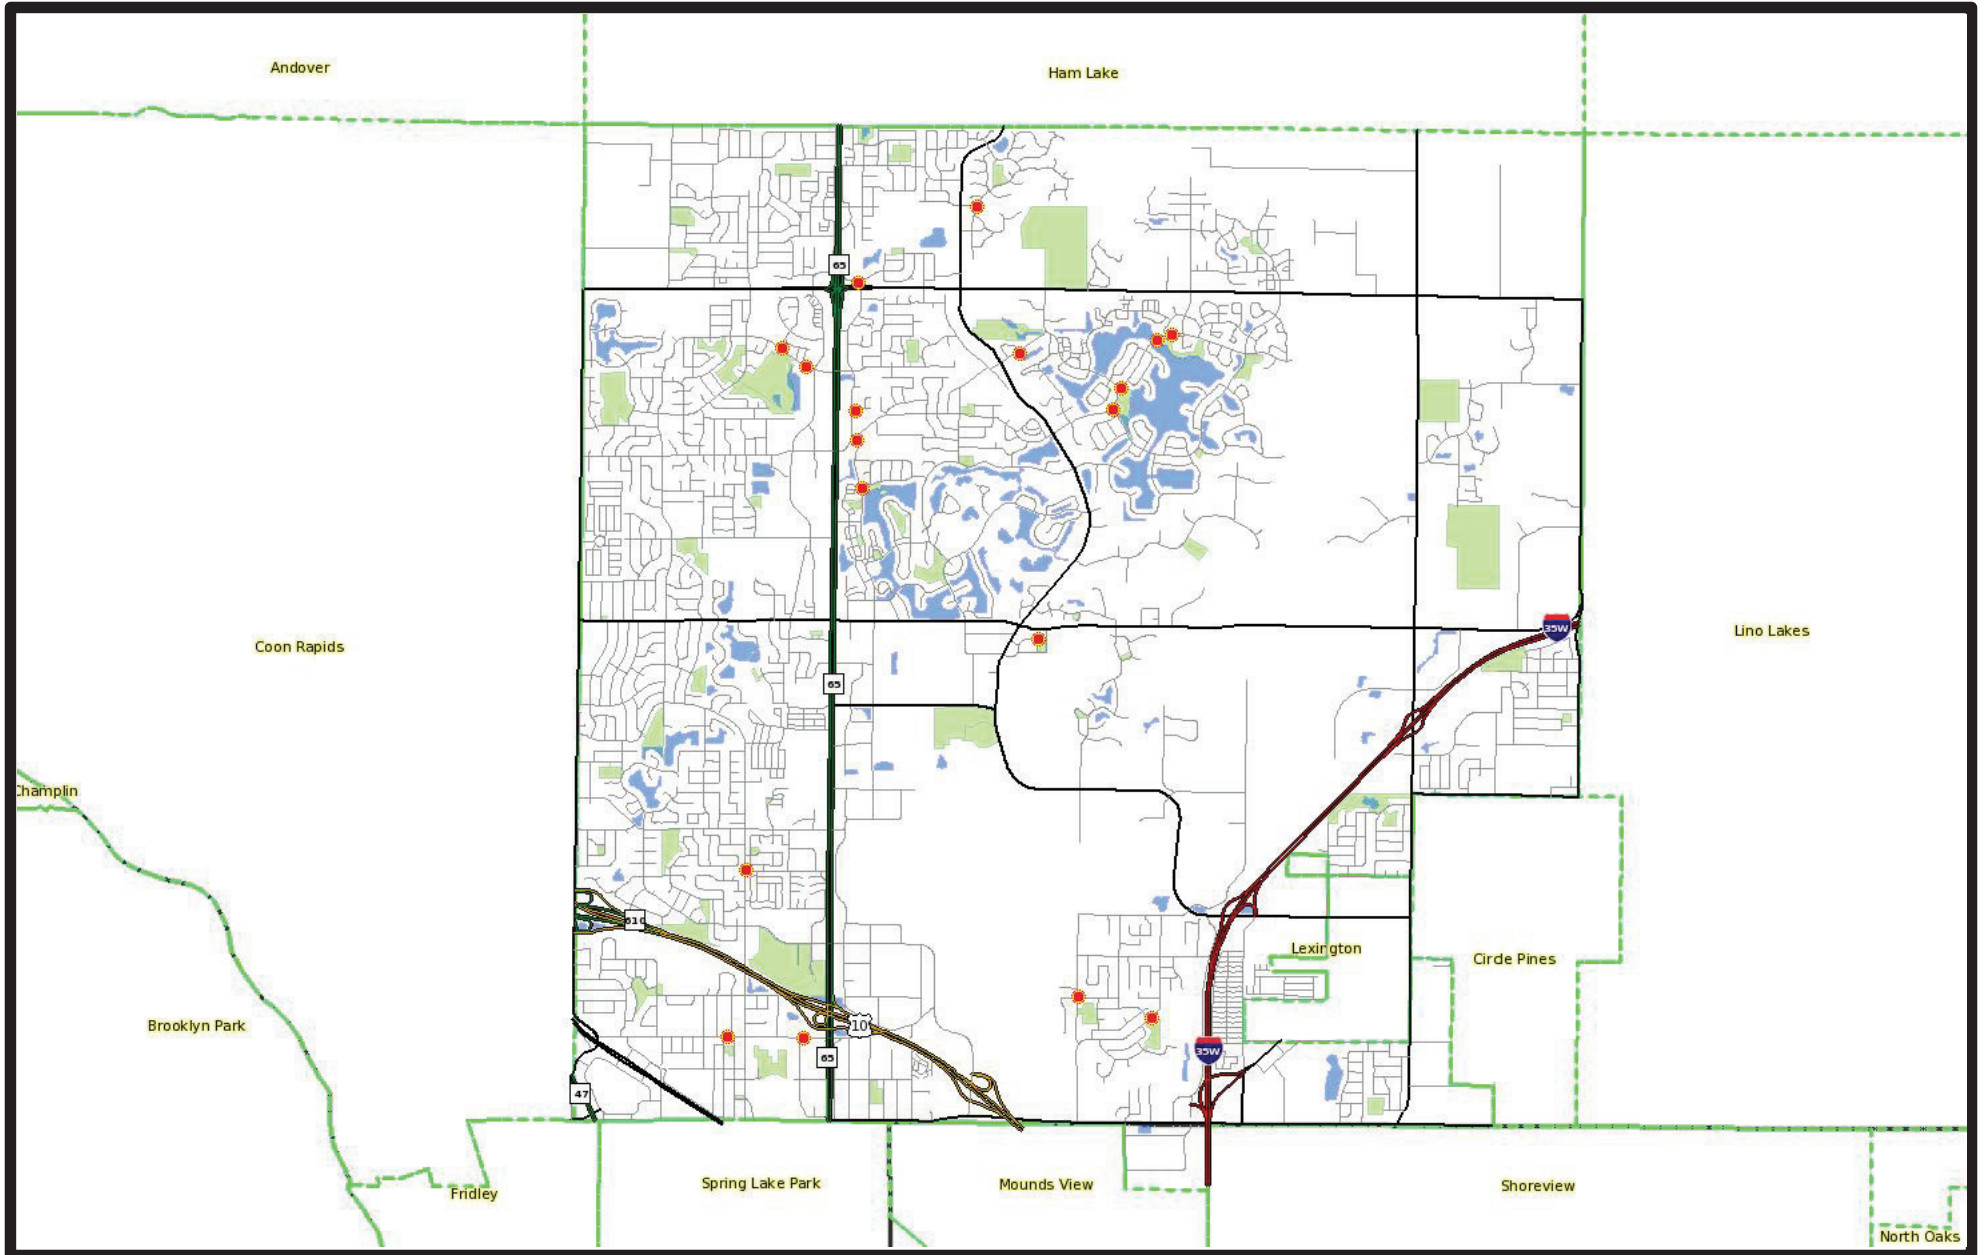 Andover
Ham Lake
65
35W
Coon Rapids
Lino Lakes
65
Champlin
610
Lexington
Circle Pines
Brooklyn Park
10
35W
65
47
Spring Lake Park
Mounds View
Shoreview
Fridley
North Oaks